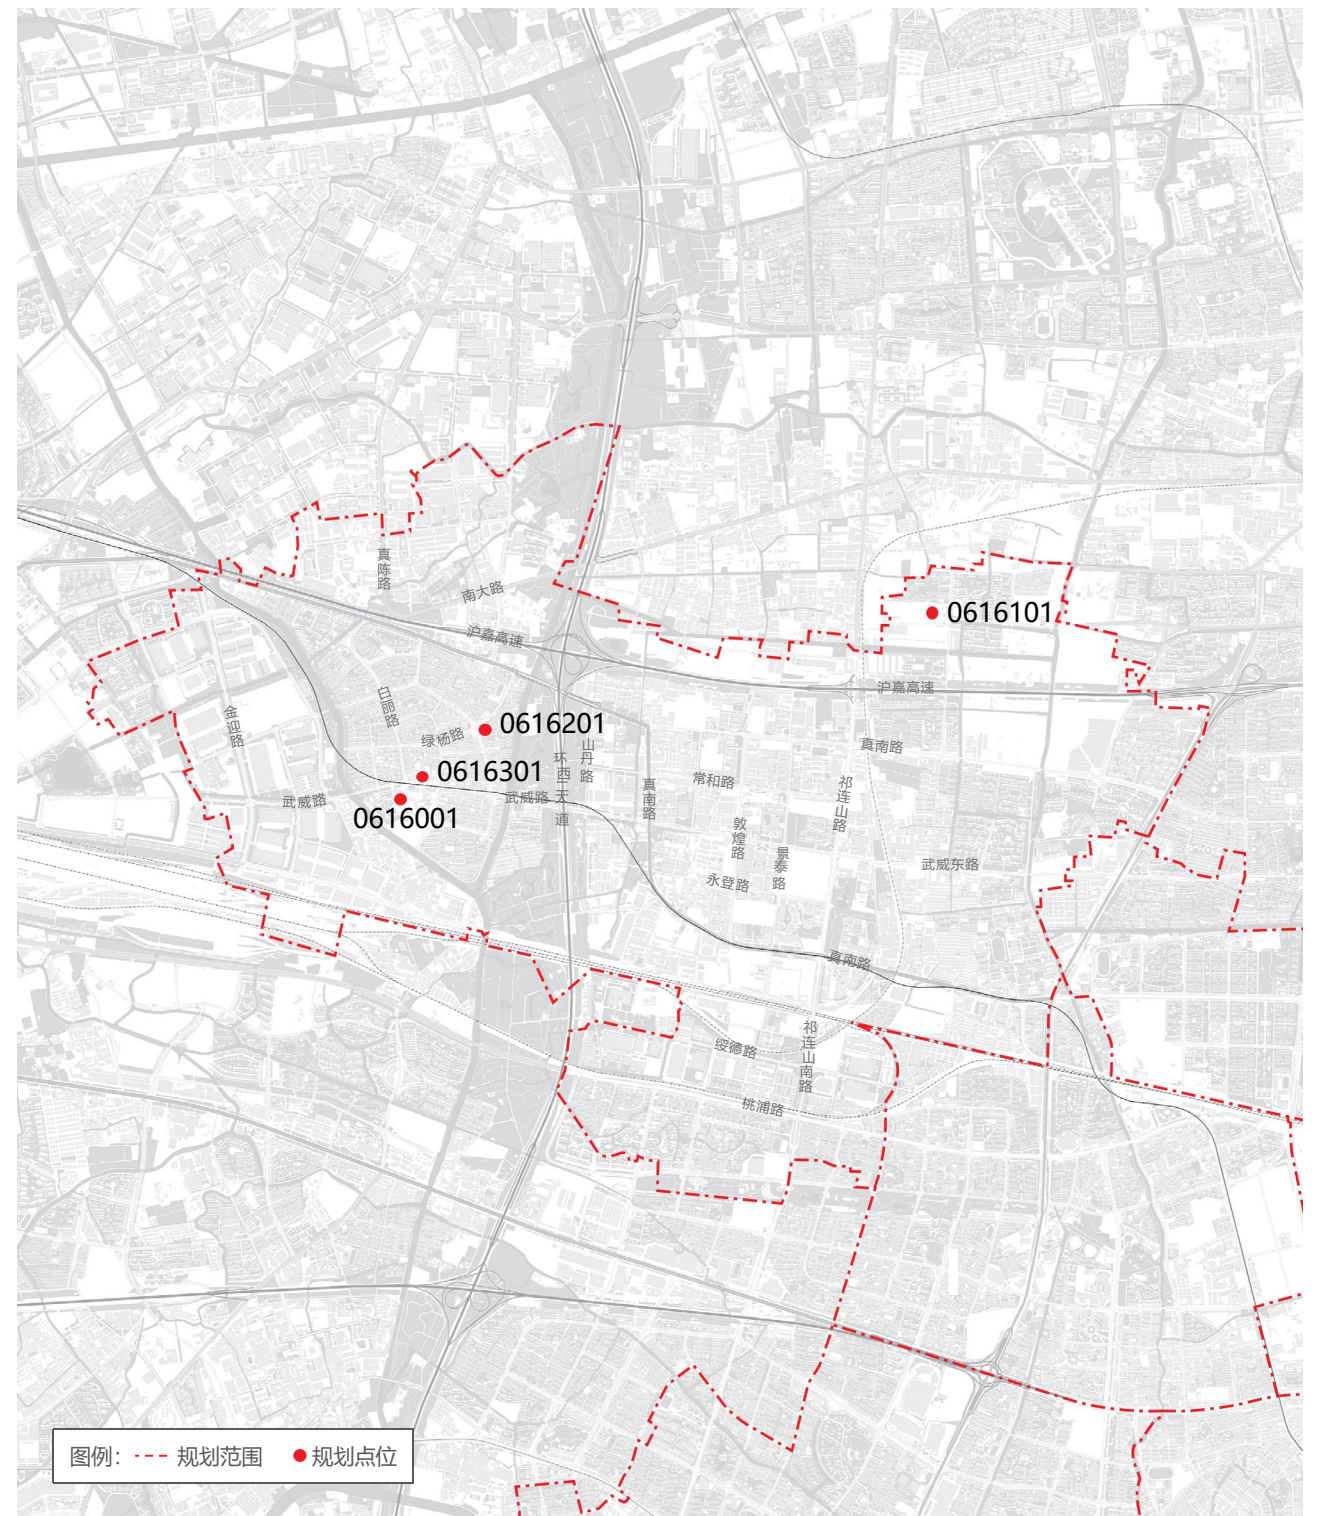 真陈路
南大路
沪嘉高速
0616101
沪嘉高速
金迎路
白丽路
绿杨路
0616201
真南路
环西二大道
山丹路
0616301
常和路
真南路
祁连山路
武威路
武威路
0616001
敦煌路
景泰路
武威东路
永登路
真南路
绥德路
祁连山南路
桃浦路
图例： 规划范围 规划点位